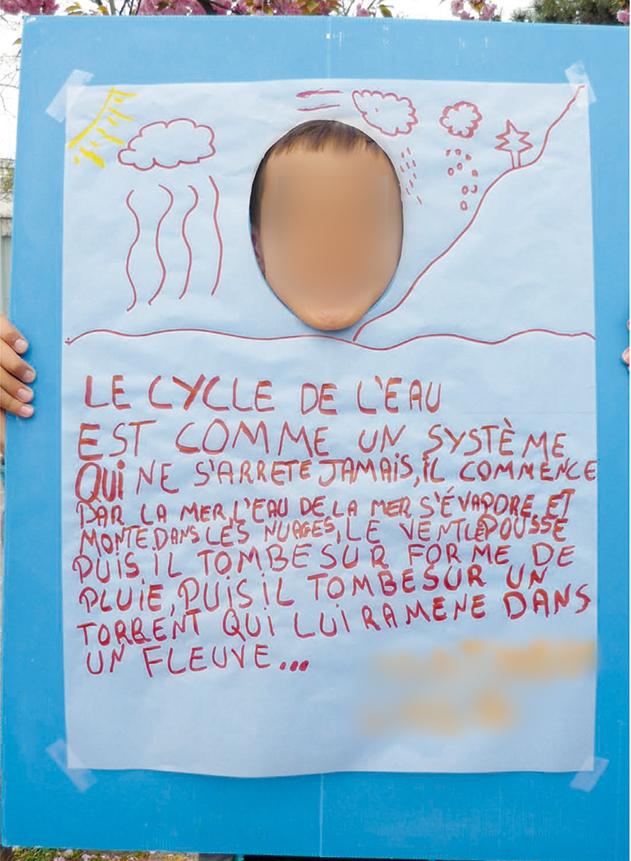 LE CYCLE DE L'EAU
EST COMME UN SYSTÈME
QUI NE S'ARRETE JAMAIS, IL COMMENCE
PAR LA MER, L'EAU DE LA MER S'ÉVAPORE ET
MONTE DANS LES NUAGES, LE VENT LE POUSSE
PUIS IL TOMBE SUR FORME DE
PLUIE, PUIS IL TOMBE SUR UN
TORRENT QUI LUI RAMENE DANS
UN FLEUVE...